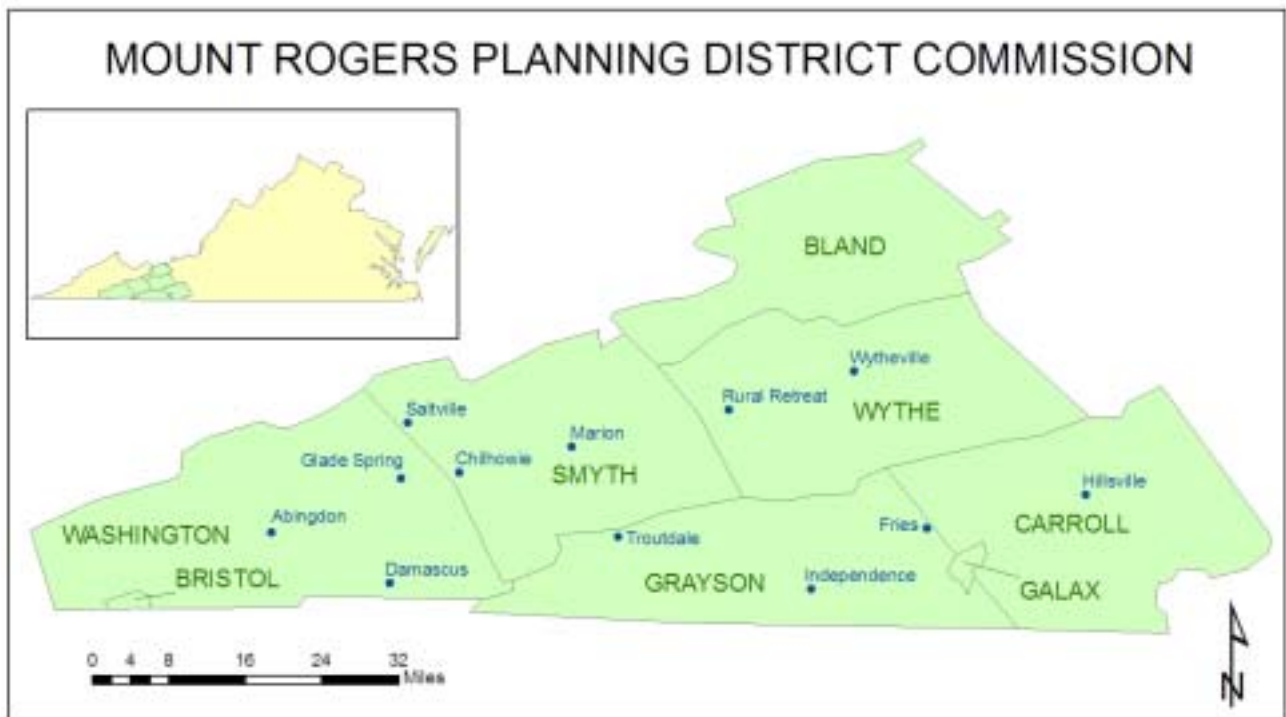 MOUNT ROGERS PLANNING DISTRICT COMMISSION
BLAND
Wytheville
Rural Retreat
WYTHE
Saltville
Marion
Glade Spring
Chilhowie
SMYTH
Hillsville
Abingdon
WASHINGTON
Fries
CARROLL
Troutdale
BRISTOL
Damascus
GRAYSON
Independence
GALAX
0 4 8 16 24 32
Miles
N